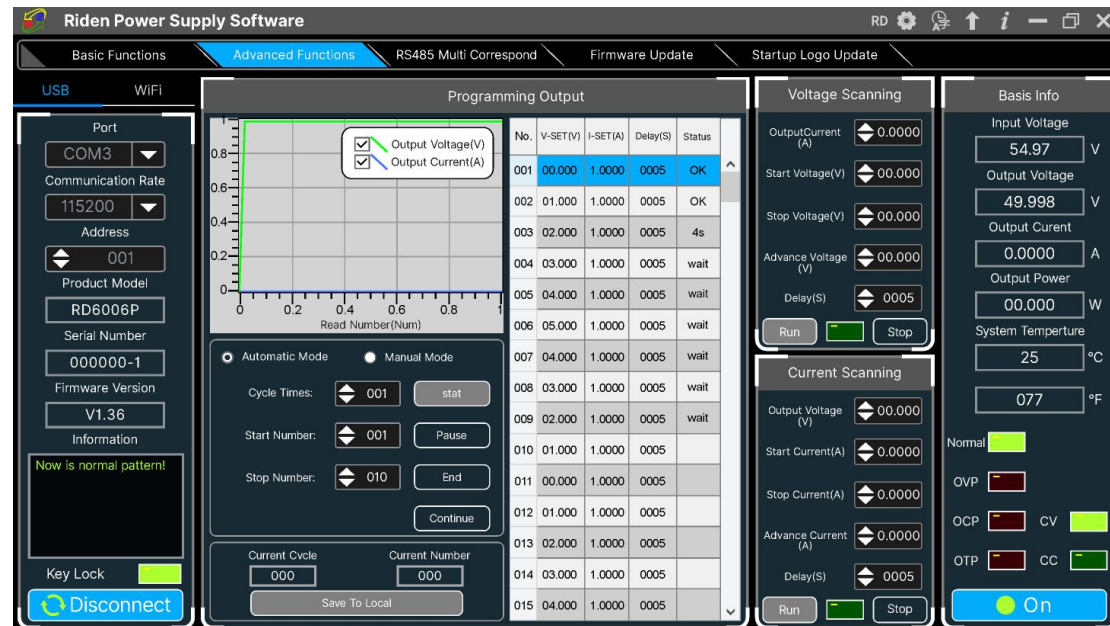 Riden Power Supply Software
RD
Basic Functions
Advanced Functions
RS485 Multi Correspond
Firmware Update
Startup Logo Update
USB
WiFi
Port
COM3
Communication Rate
115200
Address
001
Product Model
RD6006P
Serial Number
000000-1
Firmware Version
V1.36
Information
Now is normal pattern!
Key Lock
Disconnect
Programming Output
Output Voltage(V)
Output Current(A)
1
0.8
0.6
0.4
0.2
0
0 0.2 0.4 0.6 0.8 1
Read Number(Num)
Automatic Mode
Manual Mode
Cycle Times: 001 stat
Start Number: 001 Pause
Stop Number: 010 End
Continue
Current Cycle
Current Number
000
000
Save To Local
No. V-SET(V) I-SET(A) Delay(S) Status
001 00.000 1.0000 0005 OK
002 01.000 1.0000 0005 OK
003 02.000 1.0000 0005 4s
004 03.000 1.0000 0005 wait
005 04.000 1.0000 0005 wait
006 05.000 1.0000 0005 wait
007 04.000 1.0000 0005 wait
008 03.000 1.0000 0005 wait
009 02.000 1.0000 0005 wait
010 01.000 1.0000 0005
011 00.000 1.0000 0005
012 01.000 1.0000 0005
013 02.000 1.0000 0005
014 03.000 1.0000 0005
015 04.000 1.0000 0005
Voltage Scanning
OutputCurrent
(A)
0.0000
Start Voltage(V) 00.000
Stop Voltage(V) 00.000
Advance Voltage
(V)
00.000
Delay(S) 0005
Run
Stop
Current Scanning
Output Voltage
(V)
00.000
Start Current(A) 0.0000
Stop Current(A) 0.0000
Advance Current
(A)
0.0000
Delay(S) 0005
Run
Stop
Basis Info
Input Voltage
54.97 V
Output Voltage
49.998 V
Output Curent
0.0000 A
Output Power
00.000 W
System Temperture
25 °C
077 °F
Normal
OVP
OCP
CV
OTP
CC
On